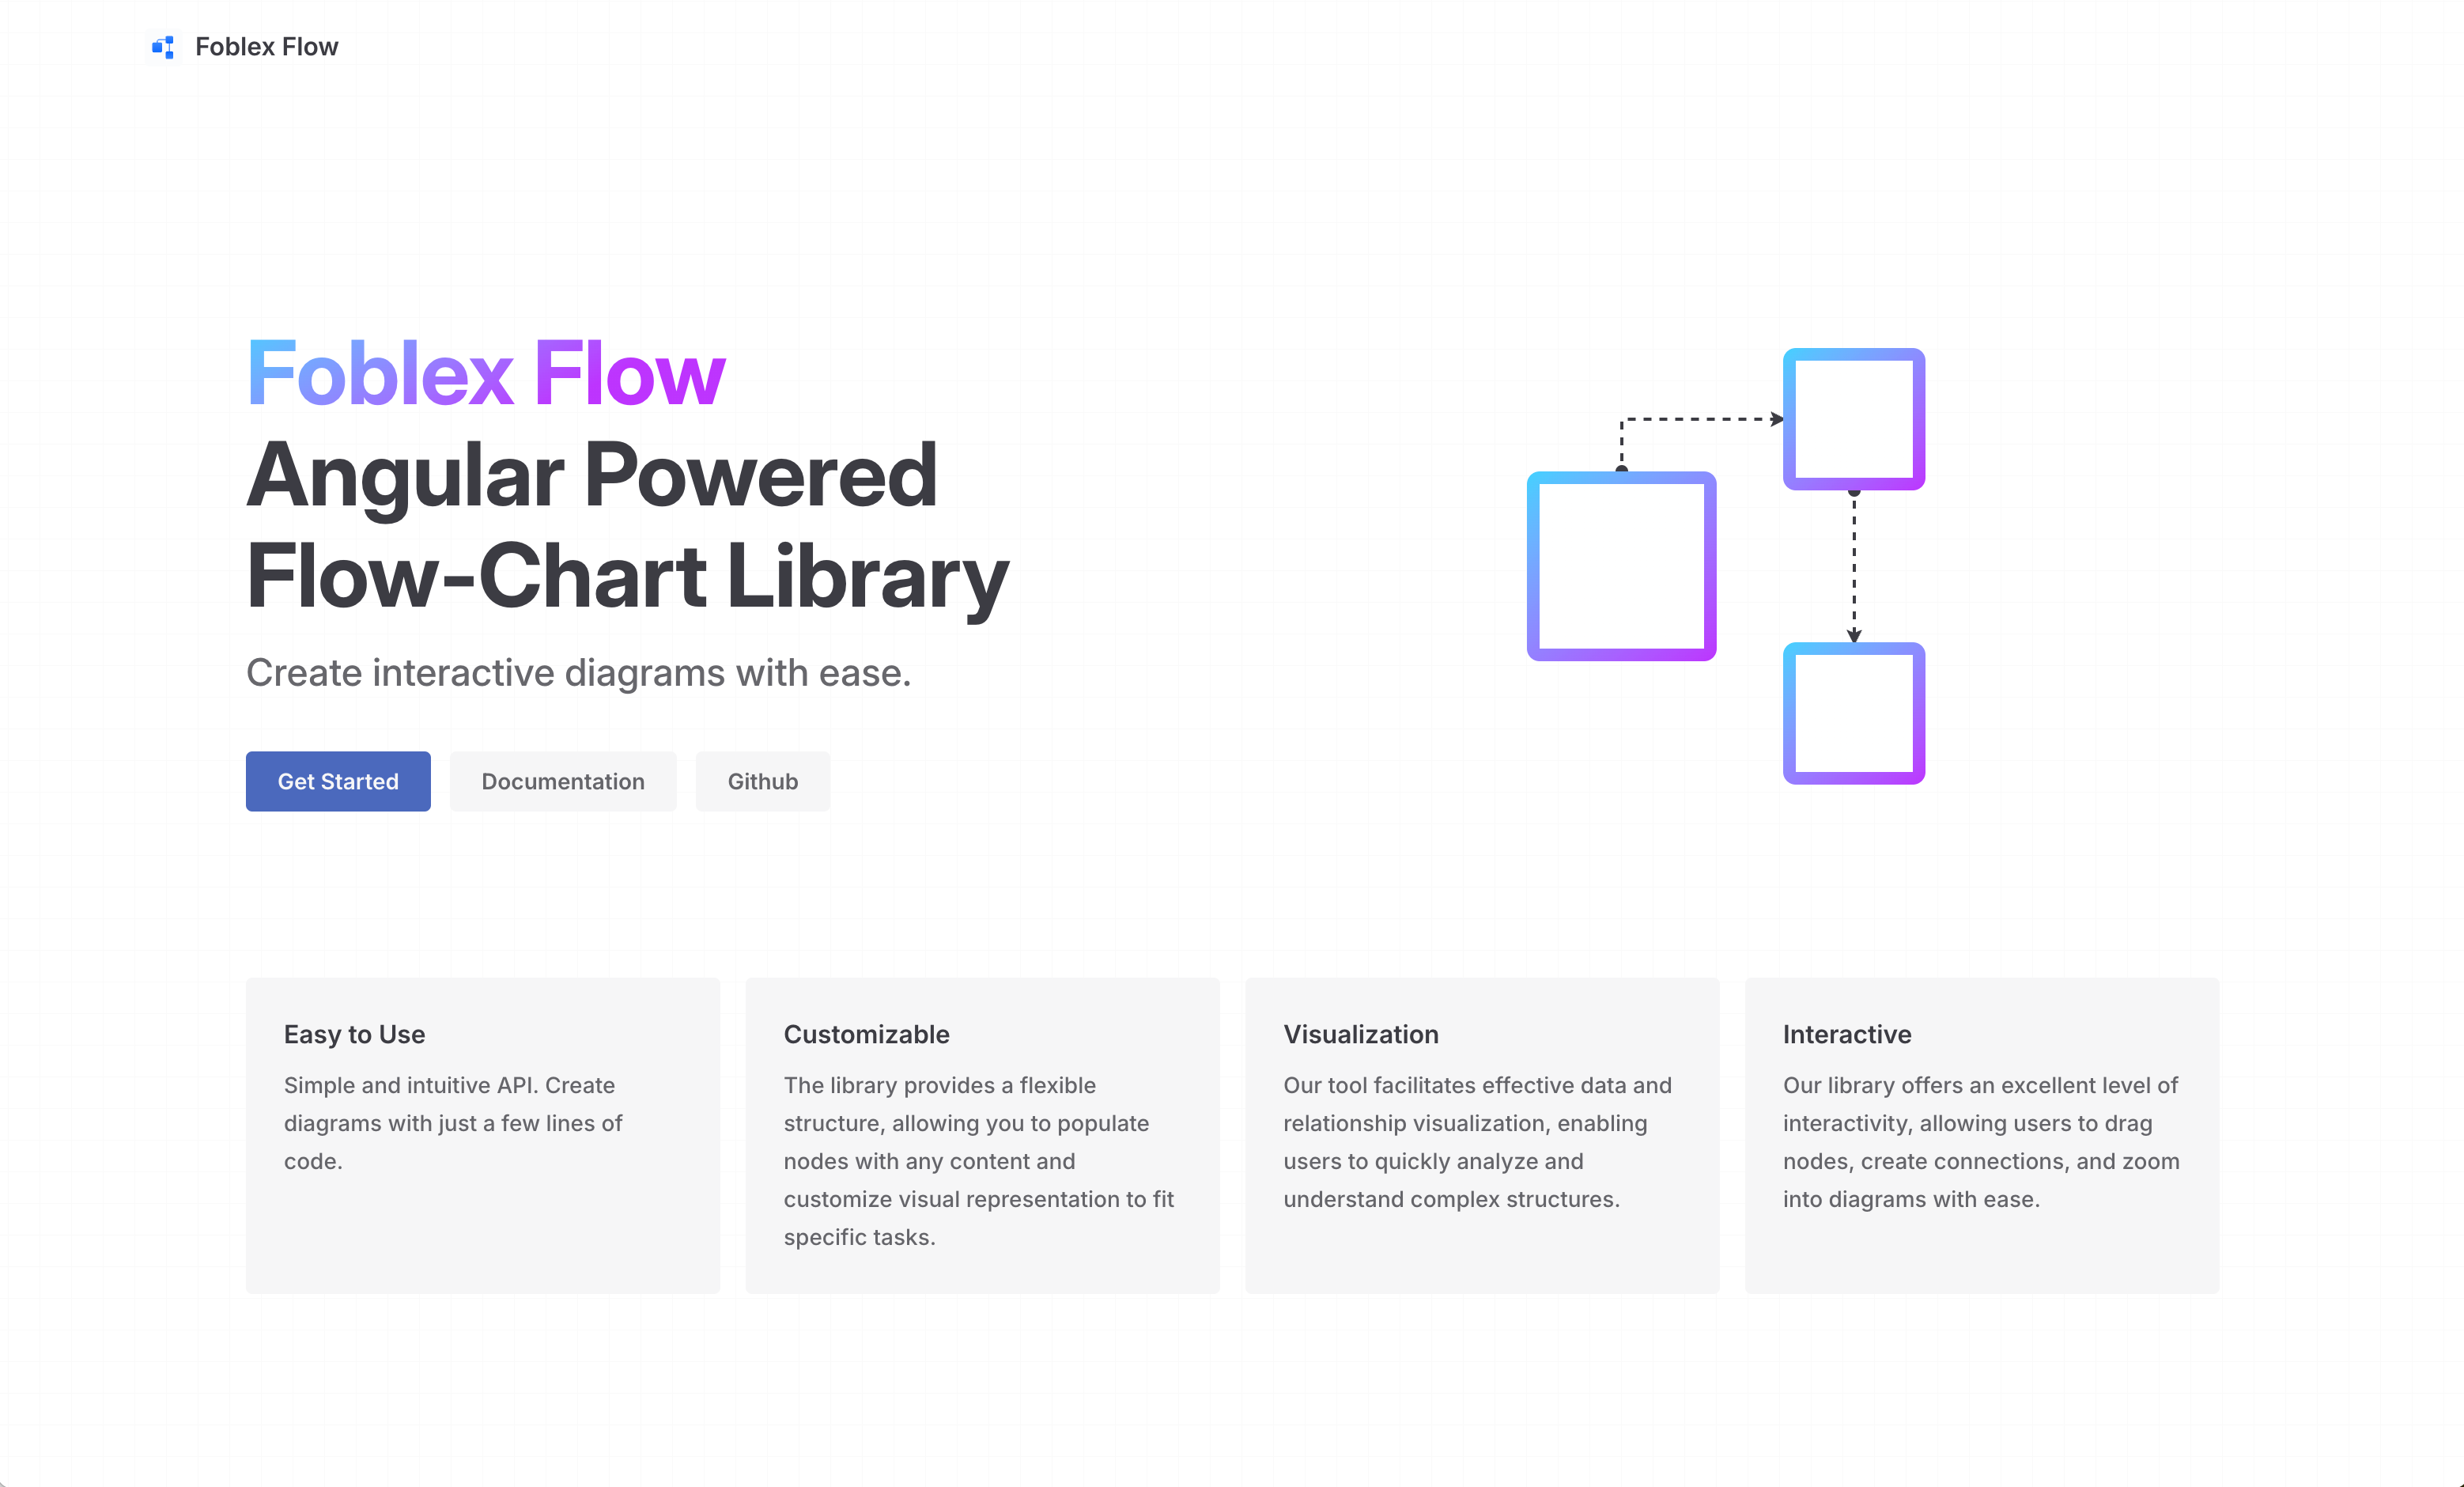 Foblex Flow
Foblex Flow
Angular Powered
Flow-Chart Library
Create interactive diagrams with ease.
Get Started
Documentation
Github
Easy to Use
Simple and intuitive API. Create
diagrams with just a few lines of
code.
Customizable
The library provides a flexible
structure, allowing you to populate
nodes with any content and
customize visual representation to fit
specific tasks.
Visualization
Our tool facilitates effective data and
relationship visualization, enabling
users to quickly analyze and
understand complex structures.
Interactive
Our library offers an excellent level of
interactivity, allowing users to drag
nodes, create connections, and zoom
into diagrams with ease.